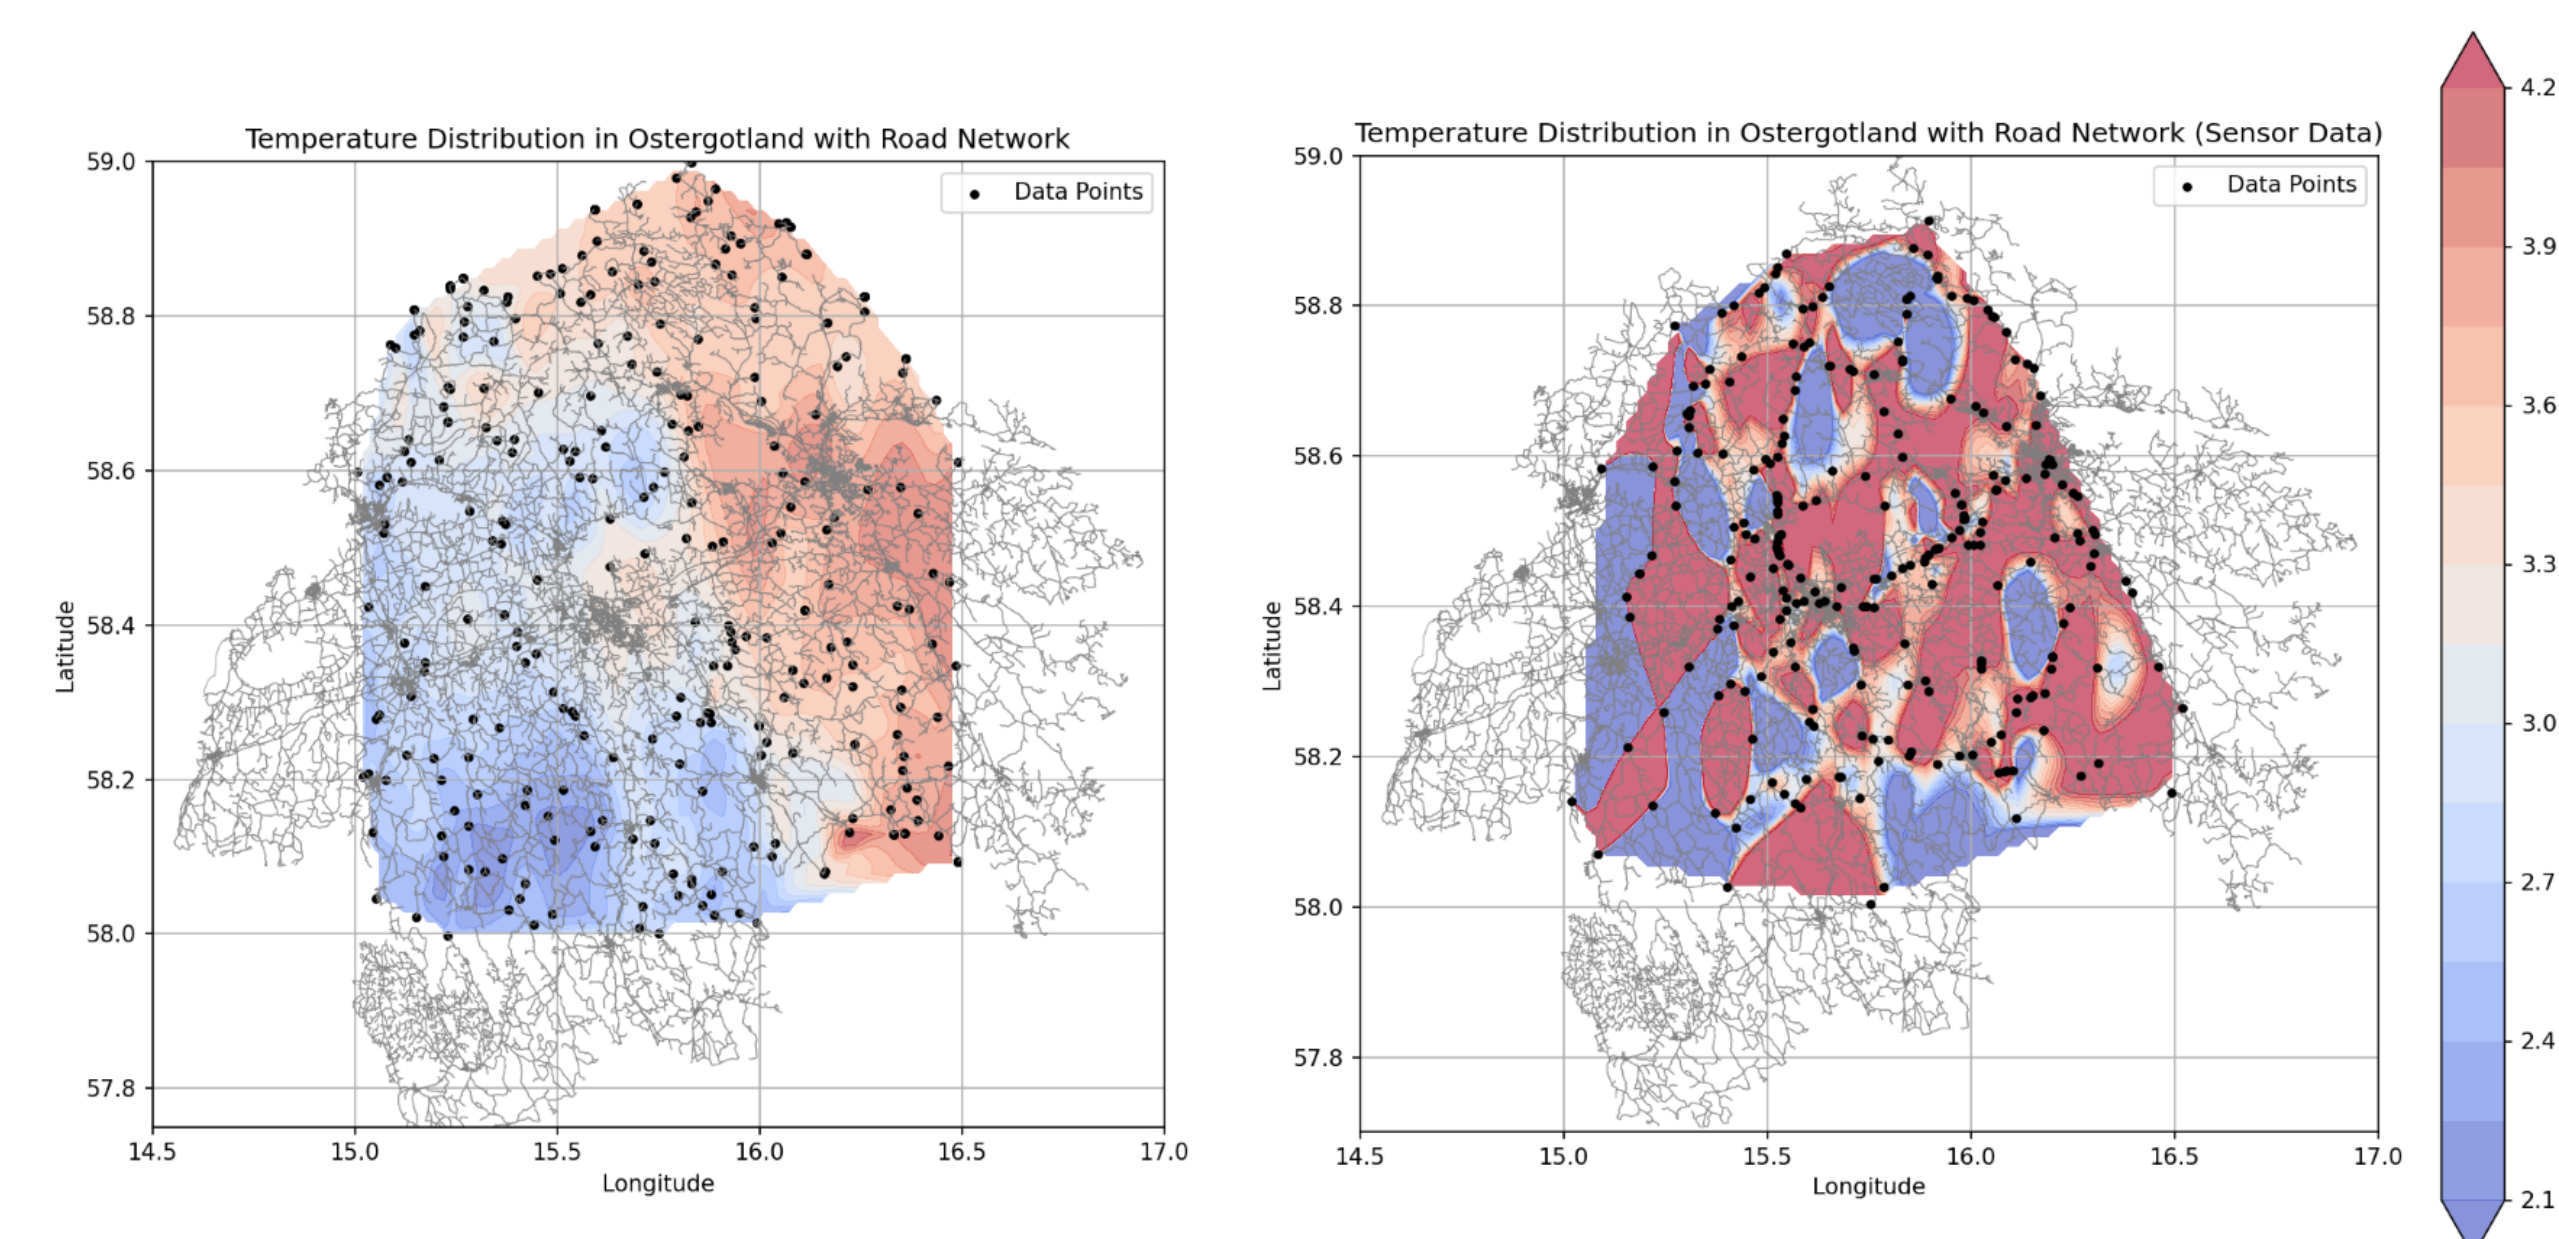 Temperature Distribution in Ostergotland with Road Network
Data Points
59.0
58.8
58.6
58.4
58.2
58.0
57.8
Latitude
14.5 15.0 15.5 16.0 16.5 17.0
Longitude
Temperature Distribution in Ostergotland with Road Network (Sensor Data)
Data Points
59.0
58.8
58.6
58.4
58.2
58.0
57.8
Latitude
14.5 15.0 15.5 16.0 16.5 17.0
Longitude
4.2
3.9
3.6
3.3
3.0
2.7
2.4
2.1